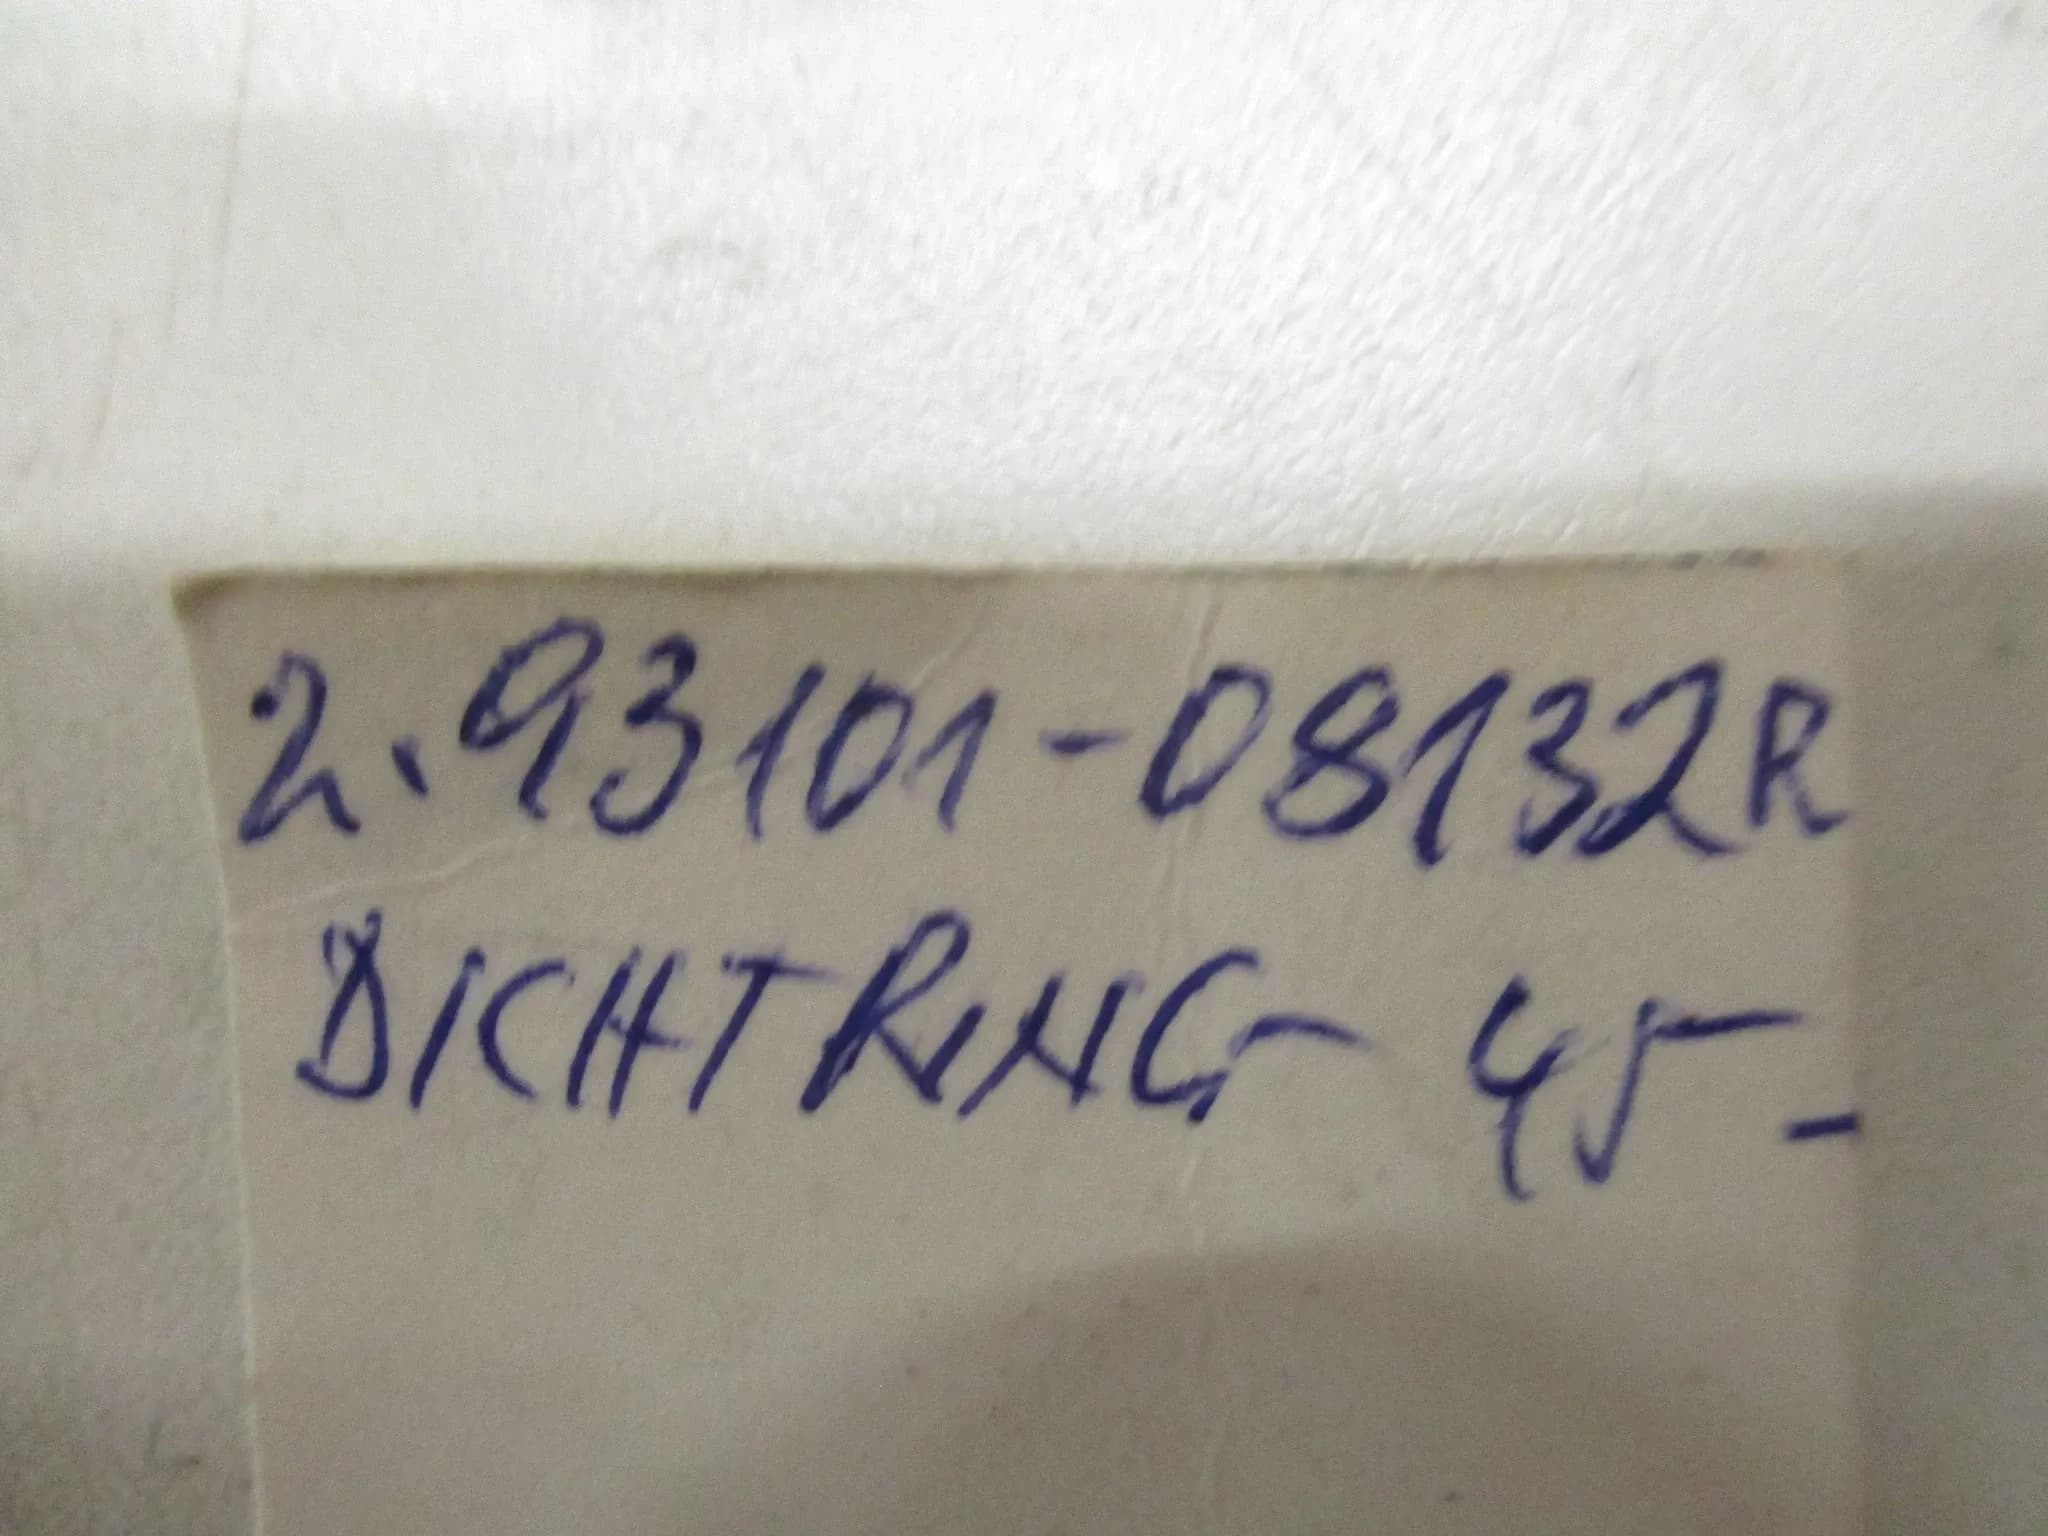 2. 93101-08132R
DICHTRING 45-